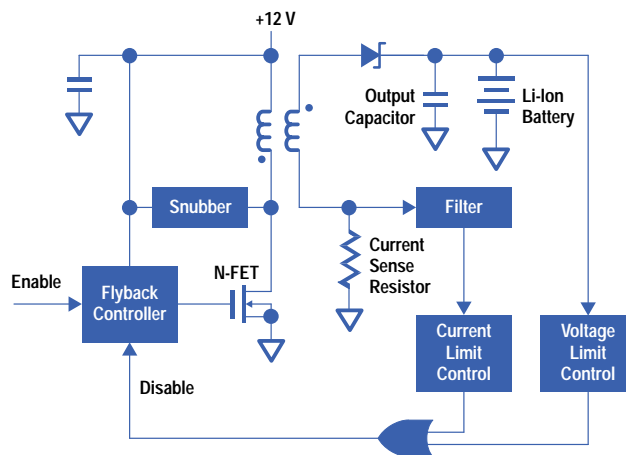 +12 V
Output
Capacitor
Li-Ion
Battery
Snubber
Filter
N-FET
Current
Sense
Resistor
Enable
Flyback
Controller
Current
Limit
Control
Voltage
Limit
Control
Disable